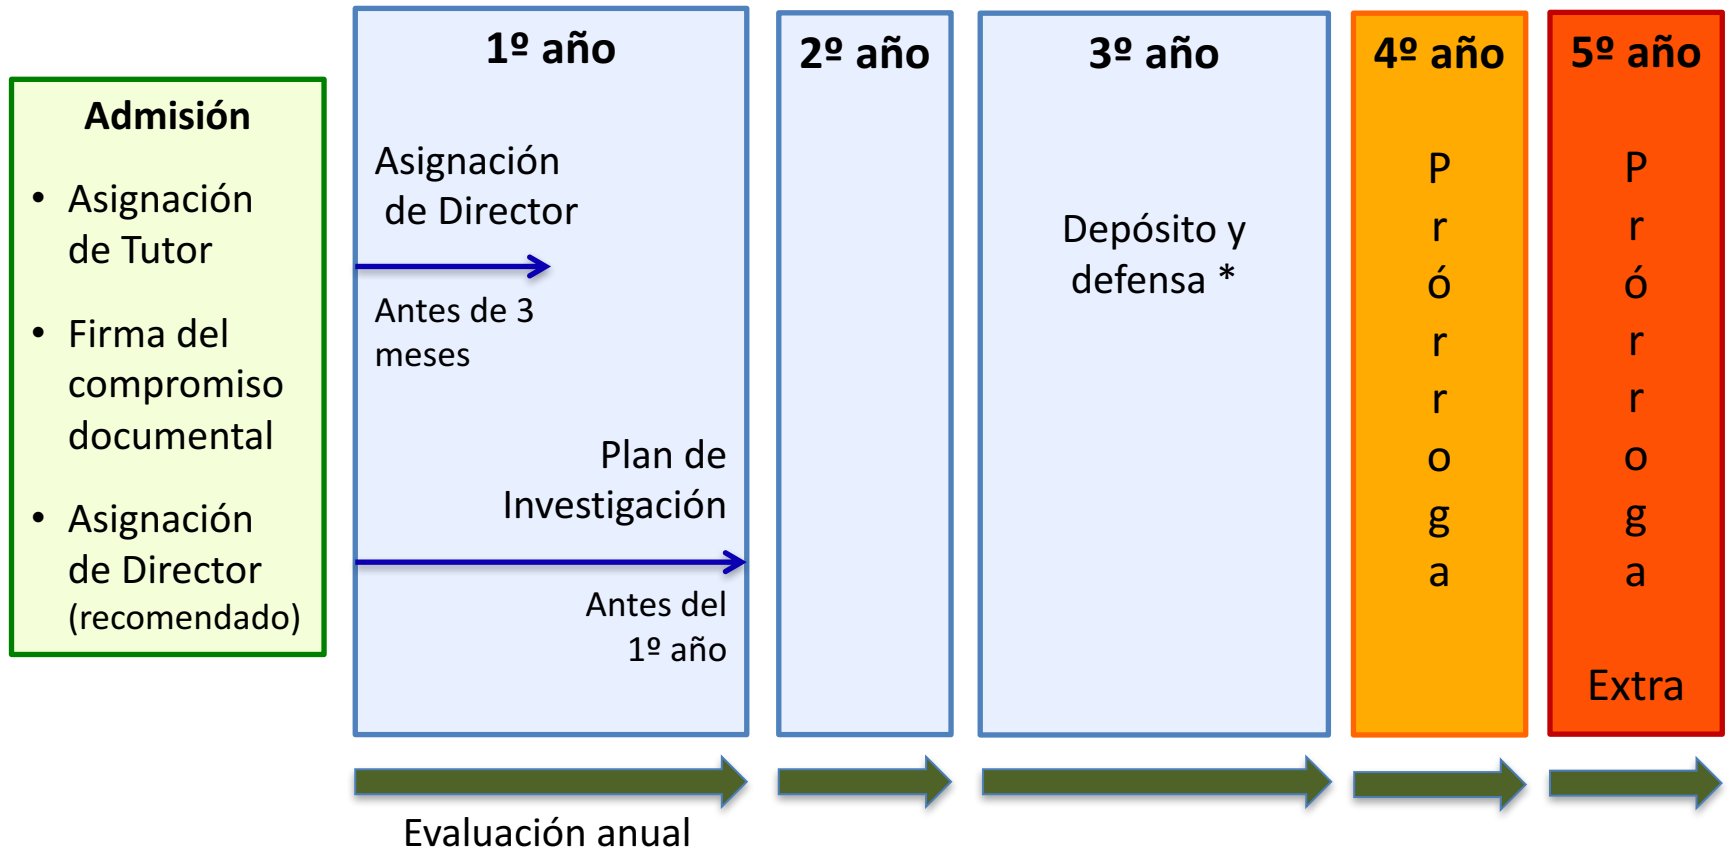 Admisión
• Asignación
de Tutor
• Firma del
compromiso
documental
• Asignación
de Director
(recomendado)
1º año
Asignación
de Director
Antes de 3
meses
Plan de
Investigación
Antes del
1º año
2º año
3º año
Depósito y
defensa *
4º año
P
r
ó
r
r
o
g
a
5º año
P
r
ó
r
r
o
g
a
Extra
Evaluación anual